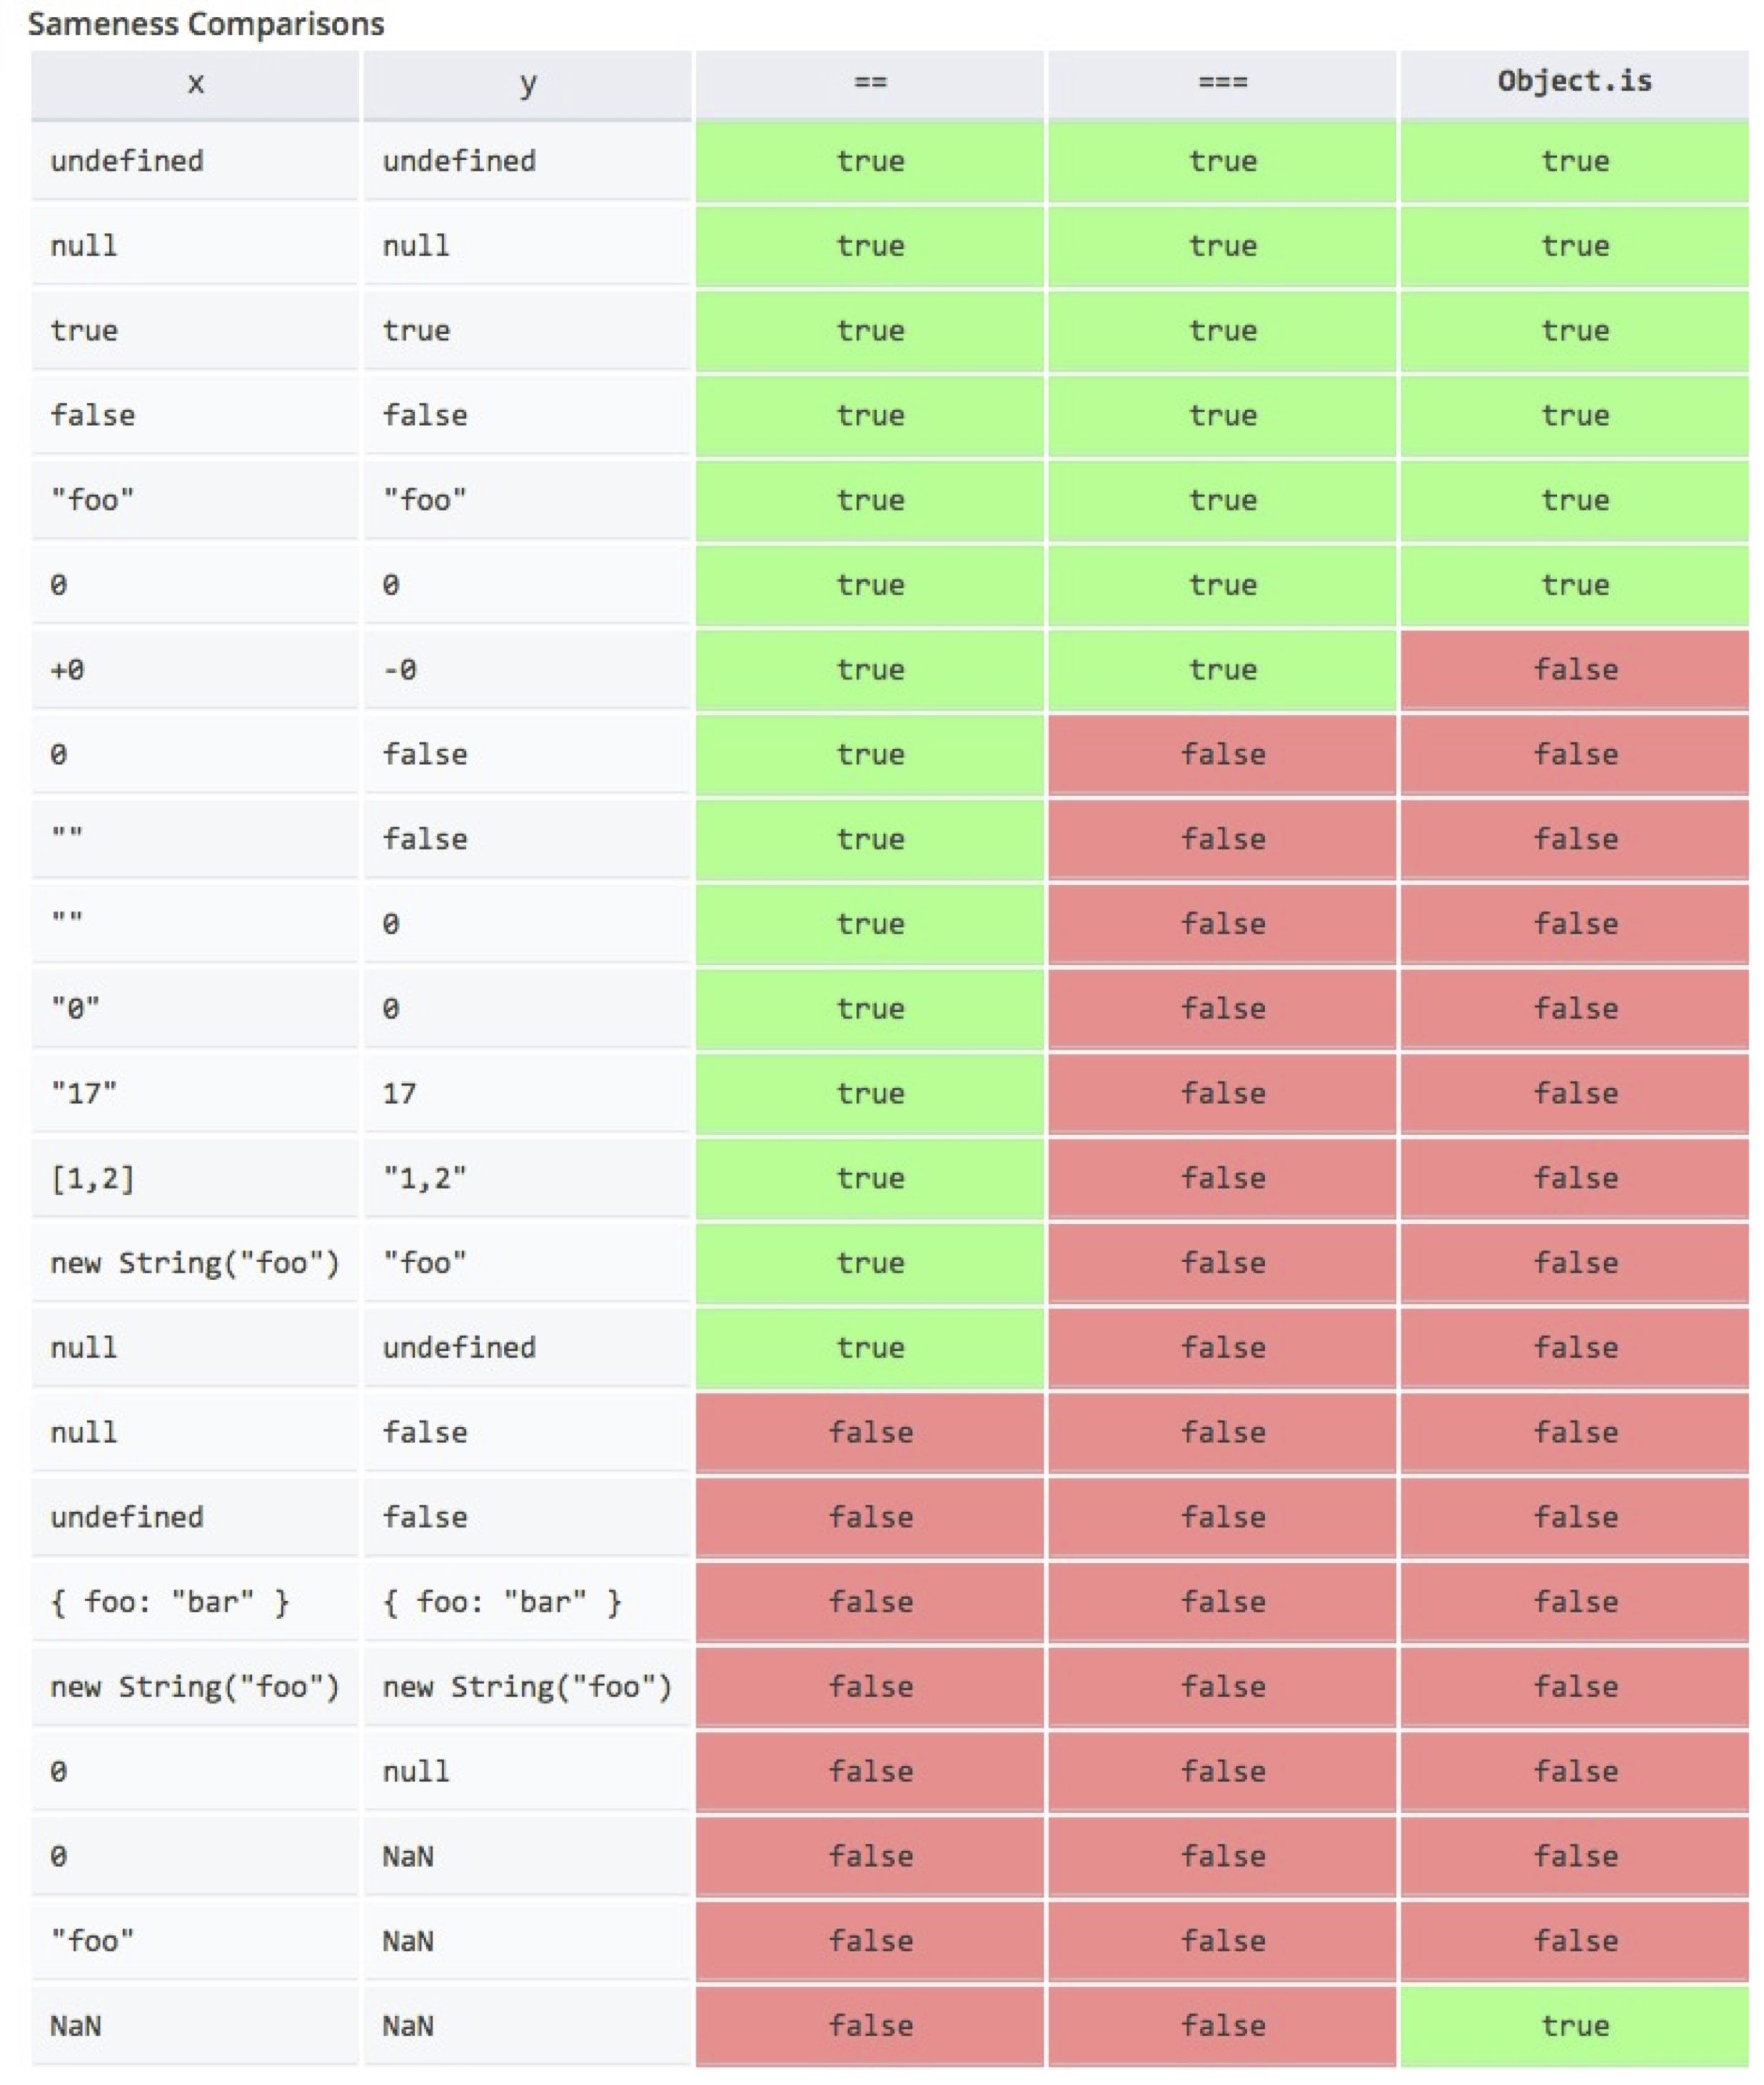 Sameness Comparisons
x y == === Object.is
undefined undefined true true true
null null true true true
true true true true true
false false true true true
"foo" "foo" true true true
0 0 true true true
+0 -0 true true false
0 false true false false
"" false true false false
"" 0 true false false
"0" 0 true false false
"17" 17 true false false
[1,2] "1,2" true false false
new String("foo") "foo" true false false
null undefined true false false
null false false false false
undefined false false false false
{ foo: "bar" } { foo: "bar" } false false false
new String("foo") new String("foo") false false false
0 null false false false
0 NaN false false false
"foo" NaN false false false
NaN NaN false false true